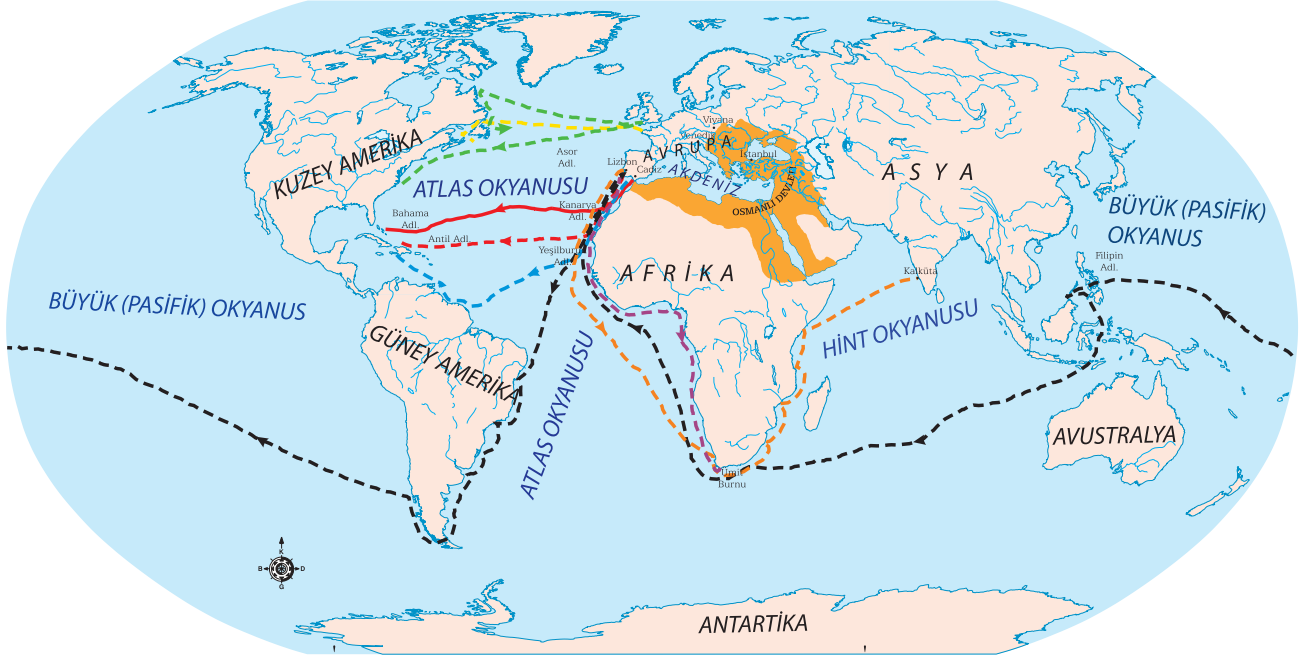 Viyana
Venedik
AVRUPA
İstanbul
Asor
Adl.
Lizbon
Cadiz
AKDENİZ
KUZEY AMERİKA
ATLAS OKYANUSU
OSMANLI DEVLETİ
ASYA
Kanarya
Adl.
Bahama
Adl.
Antil Adl.
Yeşilburun
Adl.
BÜYÜK (PASİFİK)
OKYANUS
Filipin
Adl.
AFRİKA
Kalküta
BÜYÜK (PASİFİK) OKYANUS
GÜNEY AMERİKA
HİNT OKYANUSU
ATLAS OKYANUSU
AVUSTRALYA
Ümit
Burnu
K
B
D
G
ANTARTİKA